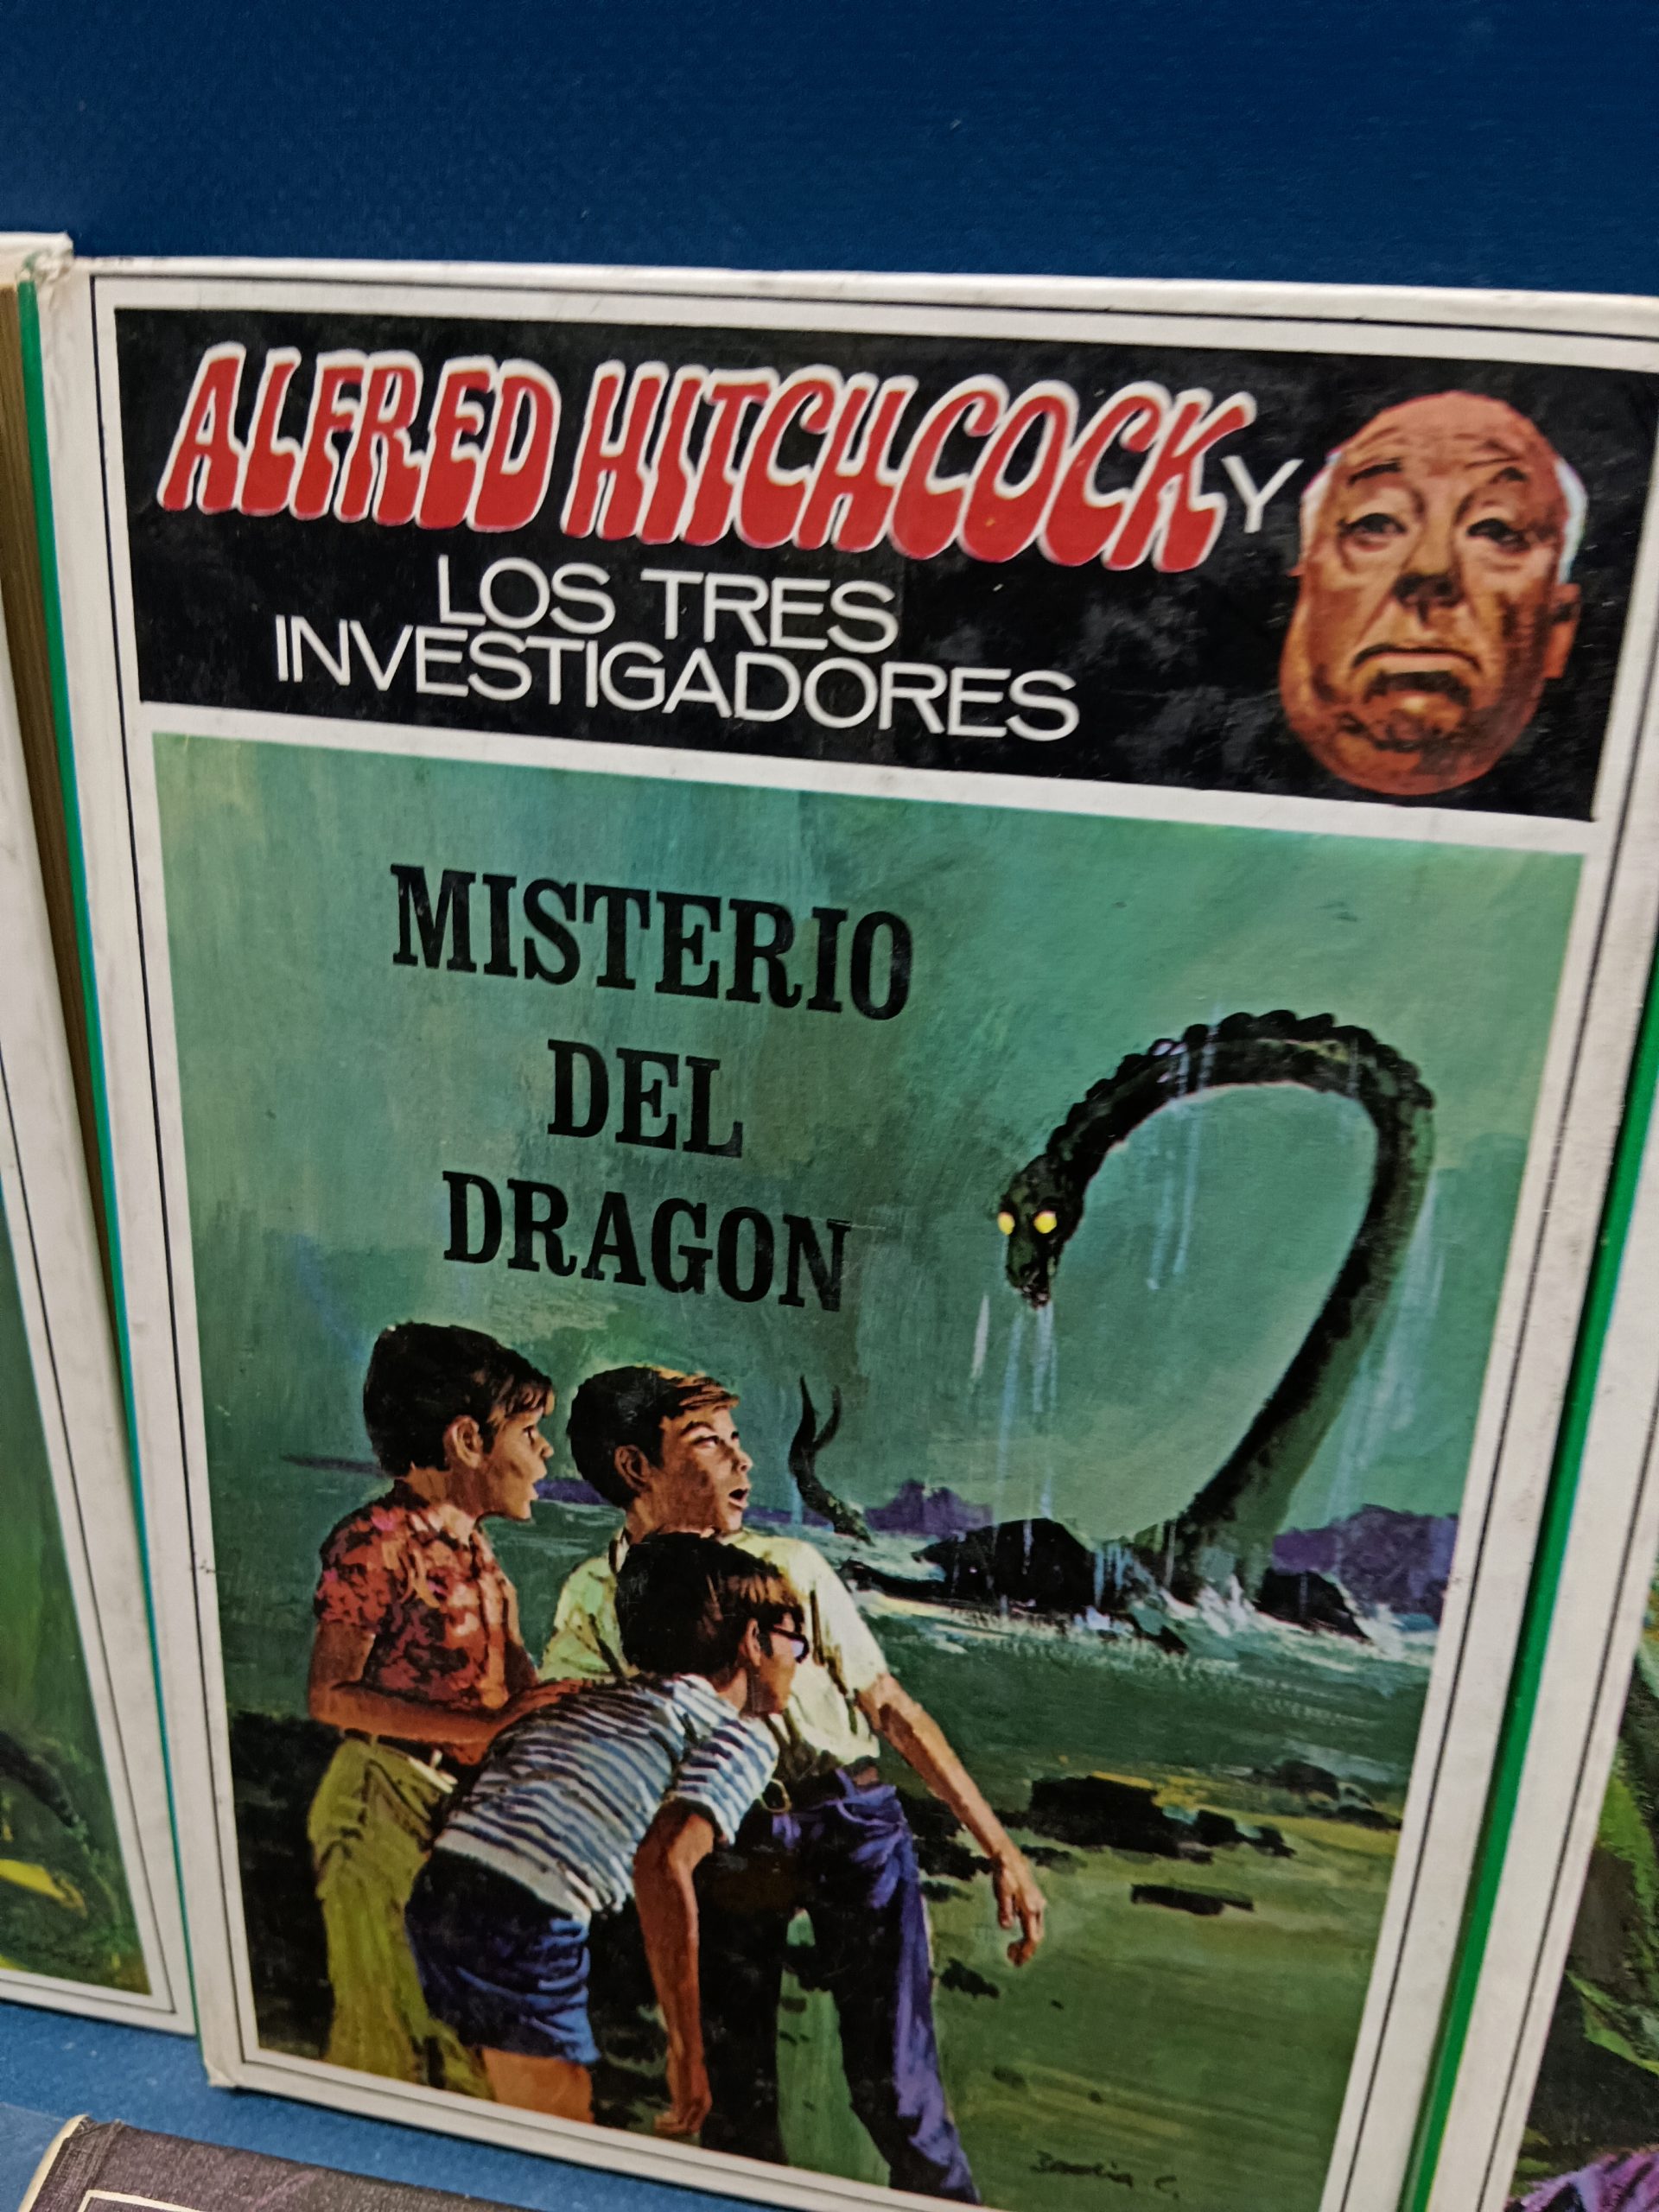 ALFRED HITCHCOCK Y
LOS TRES
INVESTIGADORES
MISTERIO
DEL
DRAGON